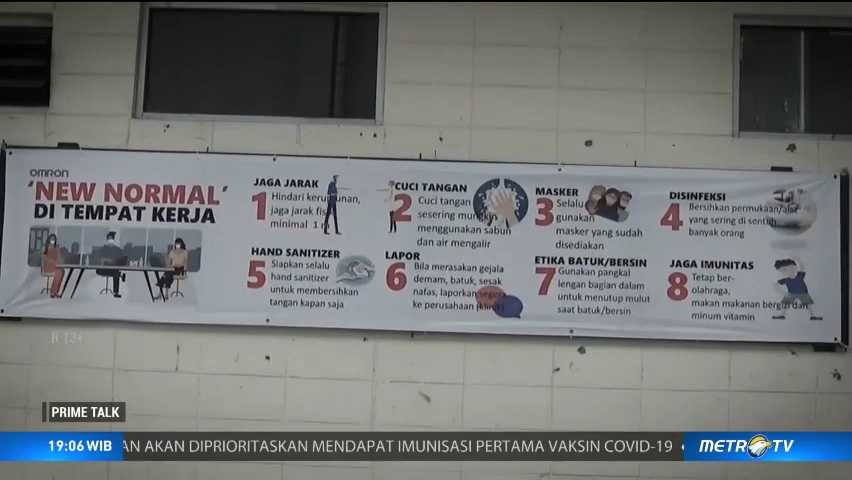 OMRON
'NEW NORMAL'
DI TEMPAT KERJA
JAGA JARAK
1
Hindari kerumunan,
jaga jarak fisik
minimal 1
CUCI TANGAN
2
Cuci tangan
sesering mungkin
menggunakan sabun
dan air mengalir
MASKER
3
Selalu
gunakan
masker yang sudah
disediakan
DISINFEKSI
4
Bersihkan permukaan/alat
yang sering di sentuh
banyak orang
HAND SANITIZER
5
Siapkan selalu
hand sanitizer
untuk membersihkan
tangan kapan saja
LAPOR
6
Bila merasakan gejala
demam, batuk, sesak
nafas, laporkan segera
ke perusahaan (klinik)
ETIKA BATUK/BERSIN
7
Gunakan pangkal
lengan bagian dalam
untuk menutup mulut
saat batuk/bersin
JAGA IMUNITAS
8
Tetap ber-
olahraga,
makan makanan bergizi dan
minum vitamin
PRIME TALK
19:06 WIB AN AKAN DIPRIORITASKAN MENDAPAT IMUNISASI PERTAMA VAKSIN COVID-19 METRO TV